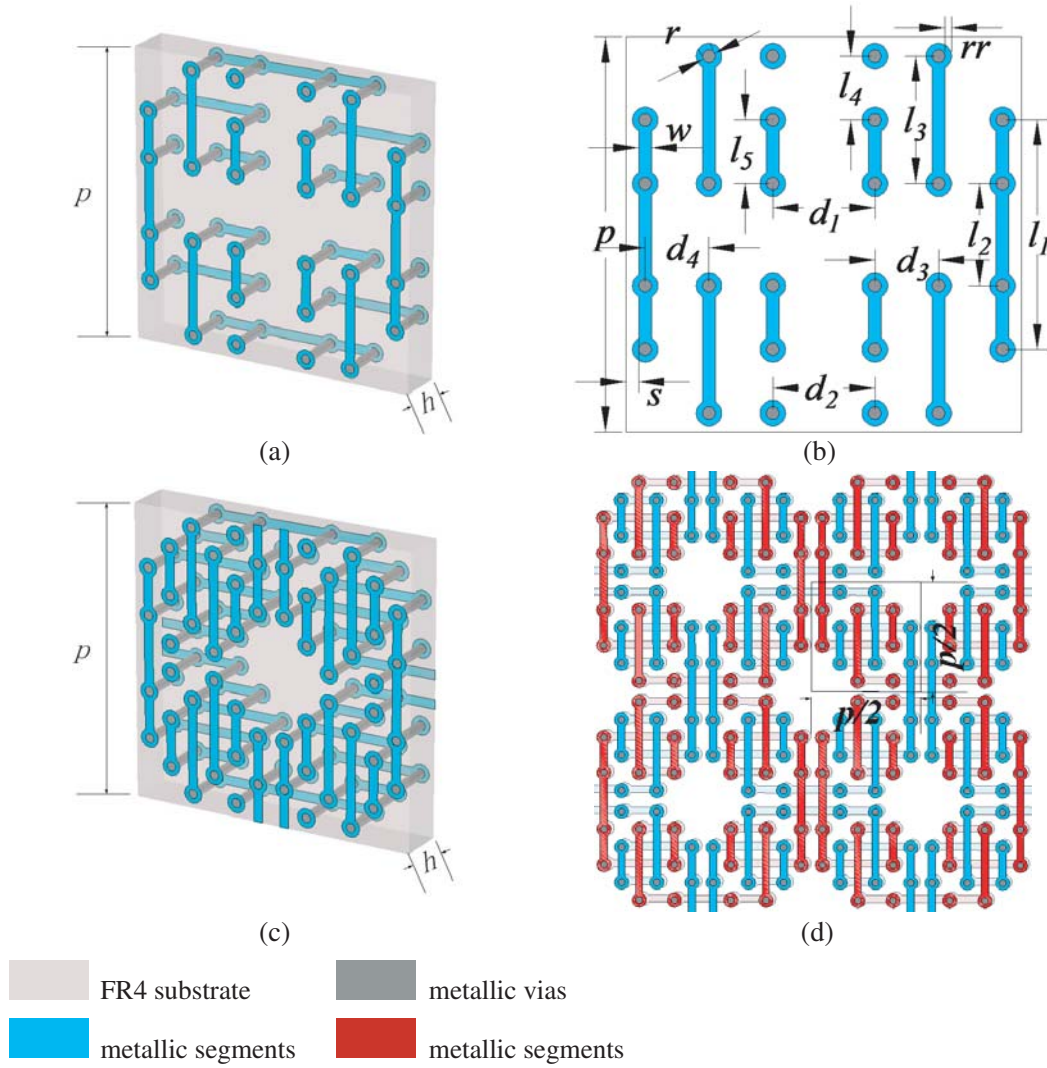 p
h
(a)
r
rr
l4
l3
w
l5
d1
p
d4
d3
l2
l1
s
d2
(b)
p
h
(c)
p/2
p/2
(d)
FR4 substrate
metallic vias
metallic segments
metallic segments